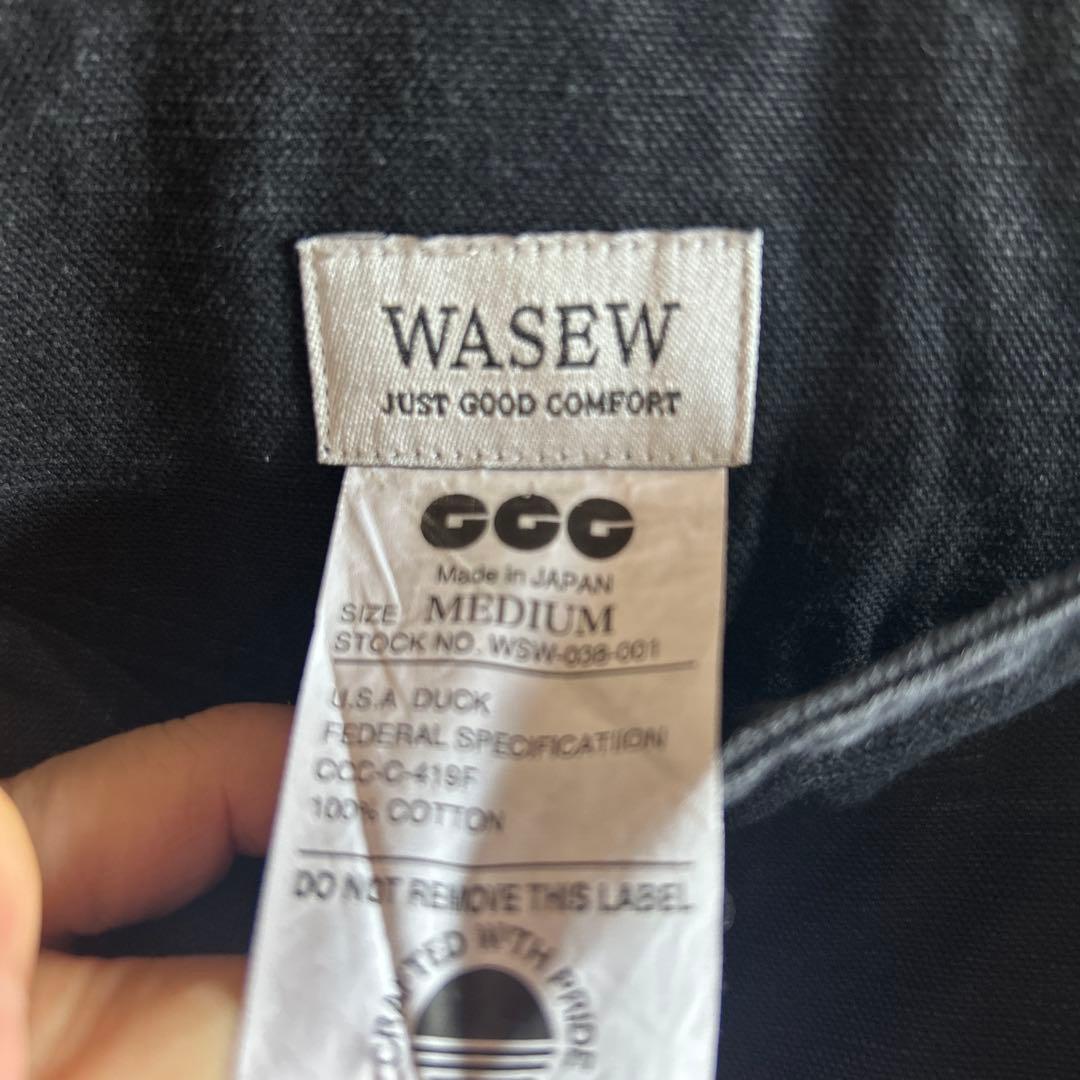 WASEW
JUST GOOD COMFORT
GGG
Made in JAPAN
SIZE MEDIUM
STOCK NO. WSW-038-001
U.S.A DUCK
FEDERAL SPECIFICATIION
CCC-C-419F
100% COTTON
DO NOT REMOVE THIS LABEL
CRAFTED WITH PRIDE